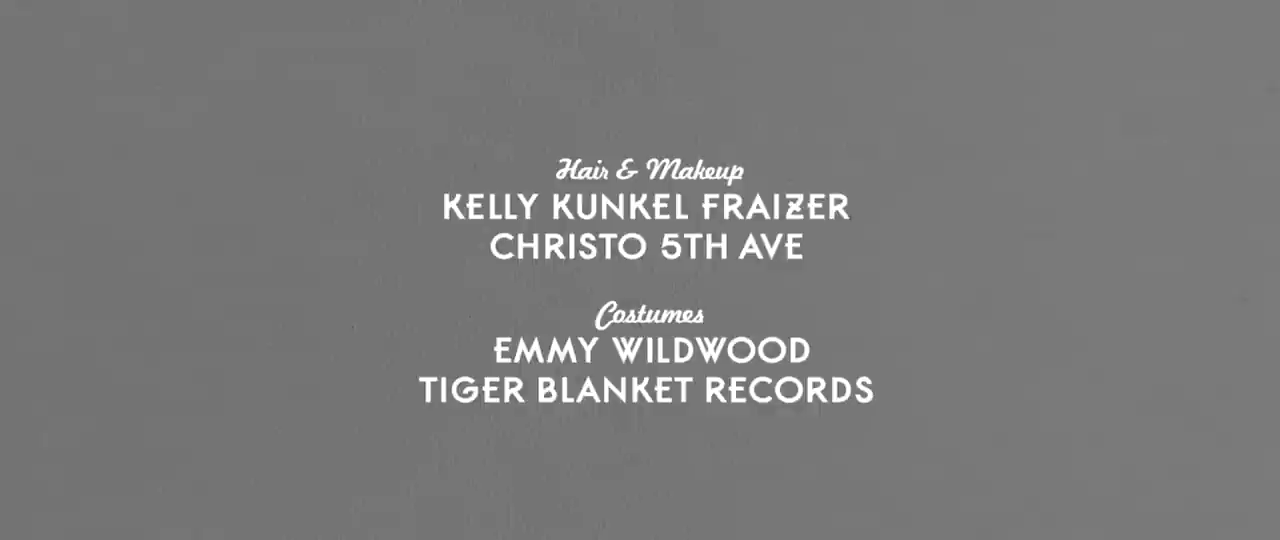 Hair & Makeup
KELLY KUNKEL FRAIZER
CHRISTO 5TH AVE
Costumes
EMMY WILDWOOD
TIGER BLANKET RECORDS